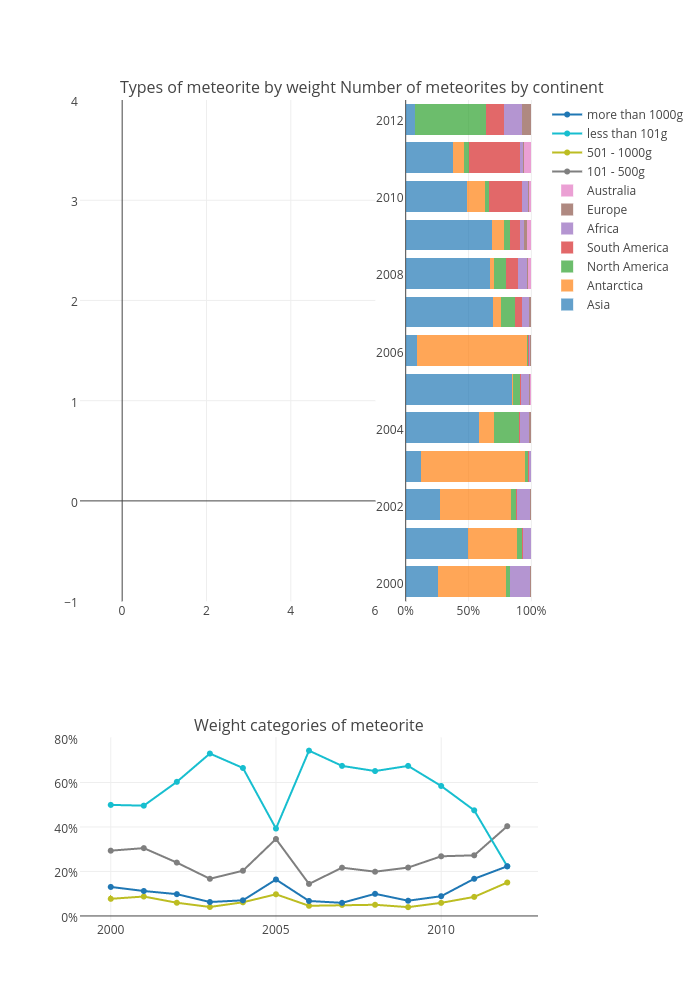 Types of meteorite by weight Number of meteorites by continent
4
3
2
1
0
−1
0 2 4 6
2012
2010
2008
2006
2004
2002
2000
0% 50% 100%
more than 1000g
less than 101g
501 - 1000g
101 - 500g
Australia
Europe
Africa
South America
North America
Antarctica
Asia
Weight categories of meteorite
80%
60%
40%
20%
0%
2000 2005 2010